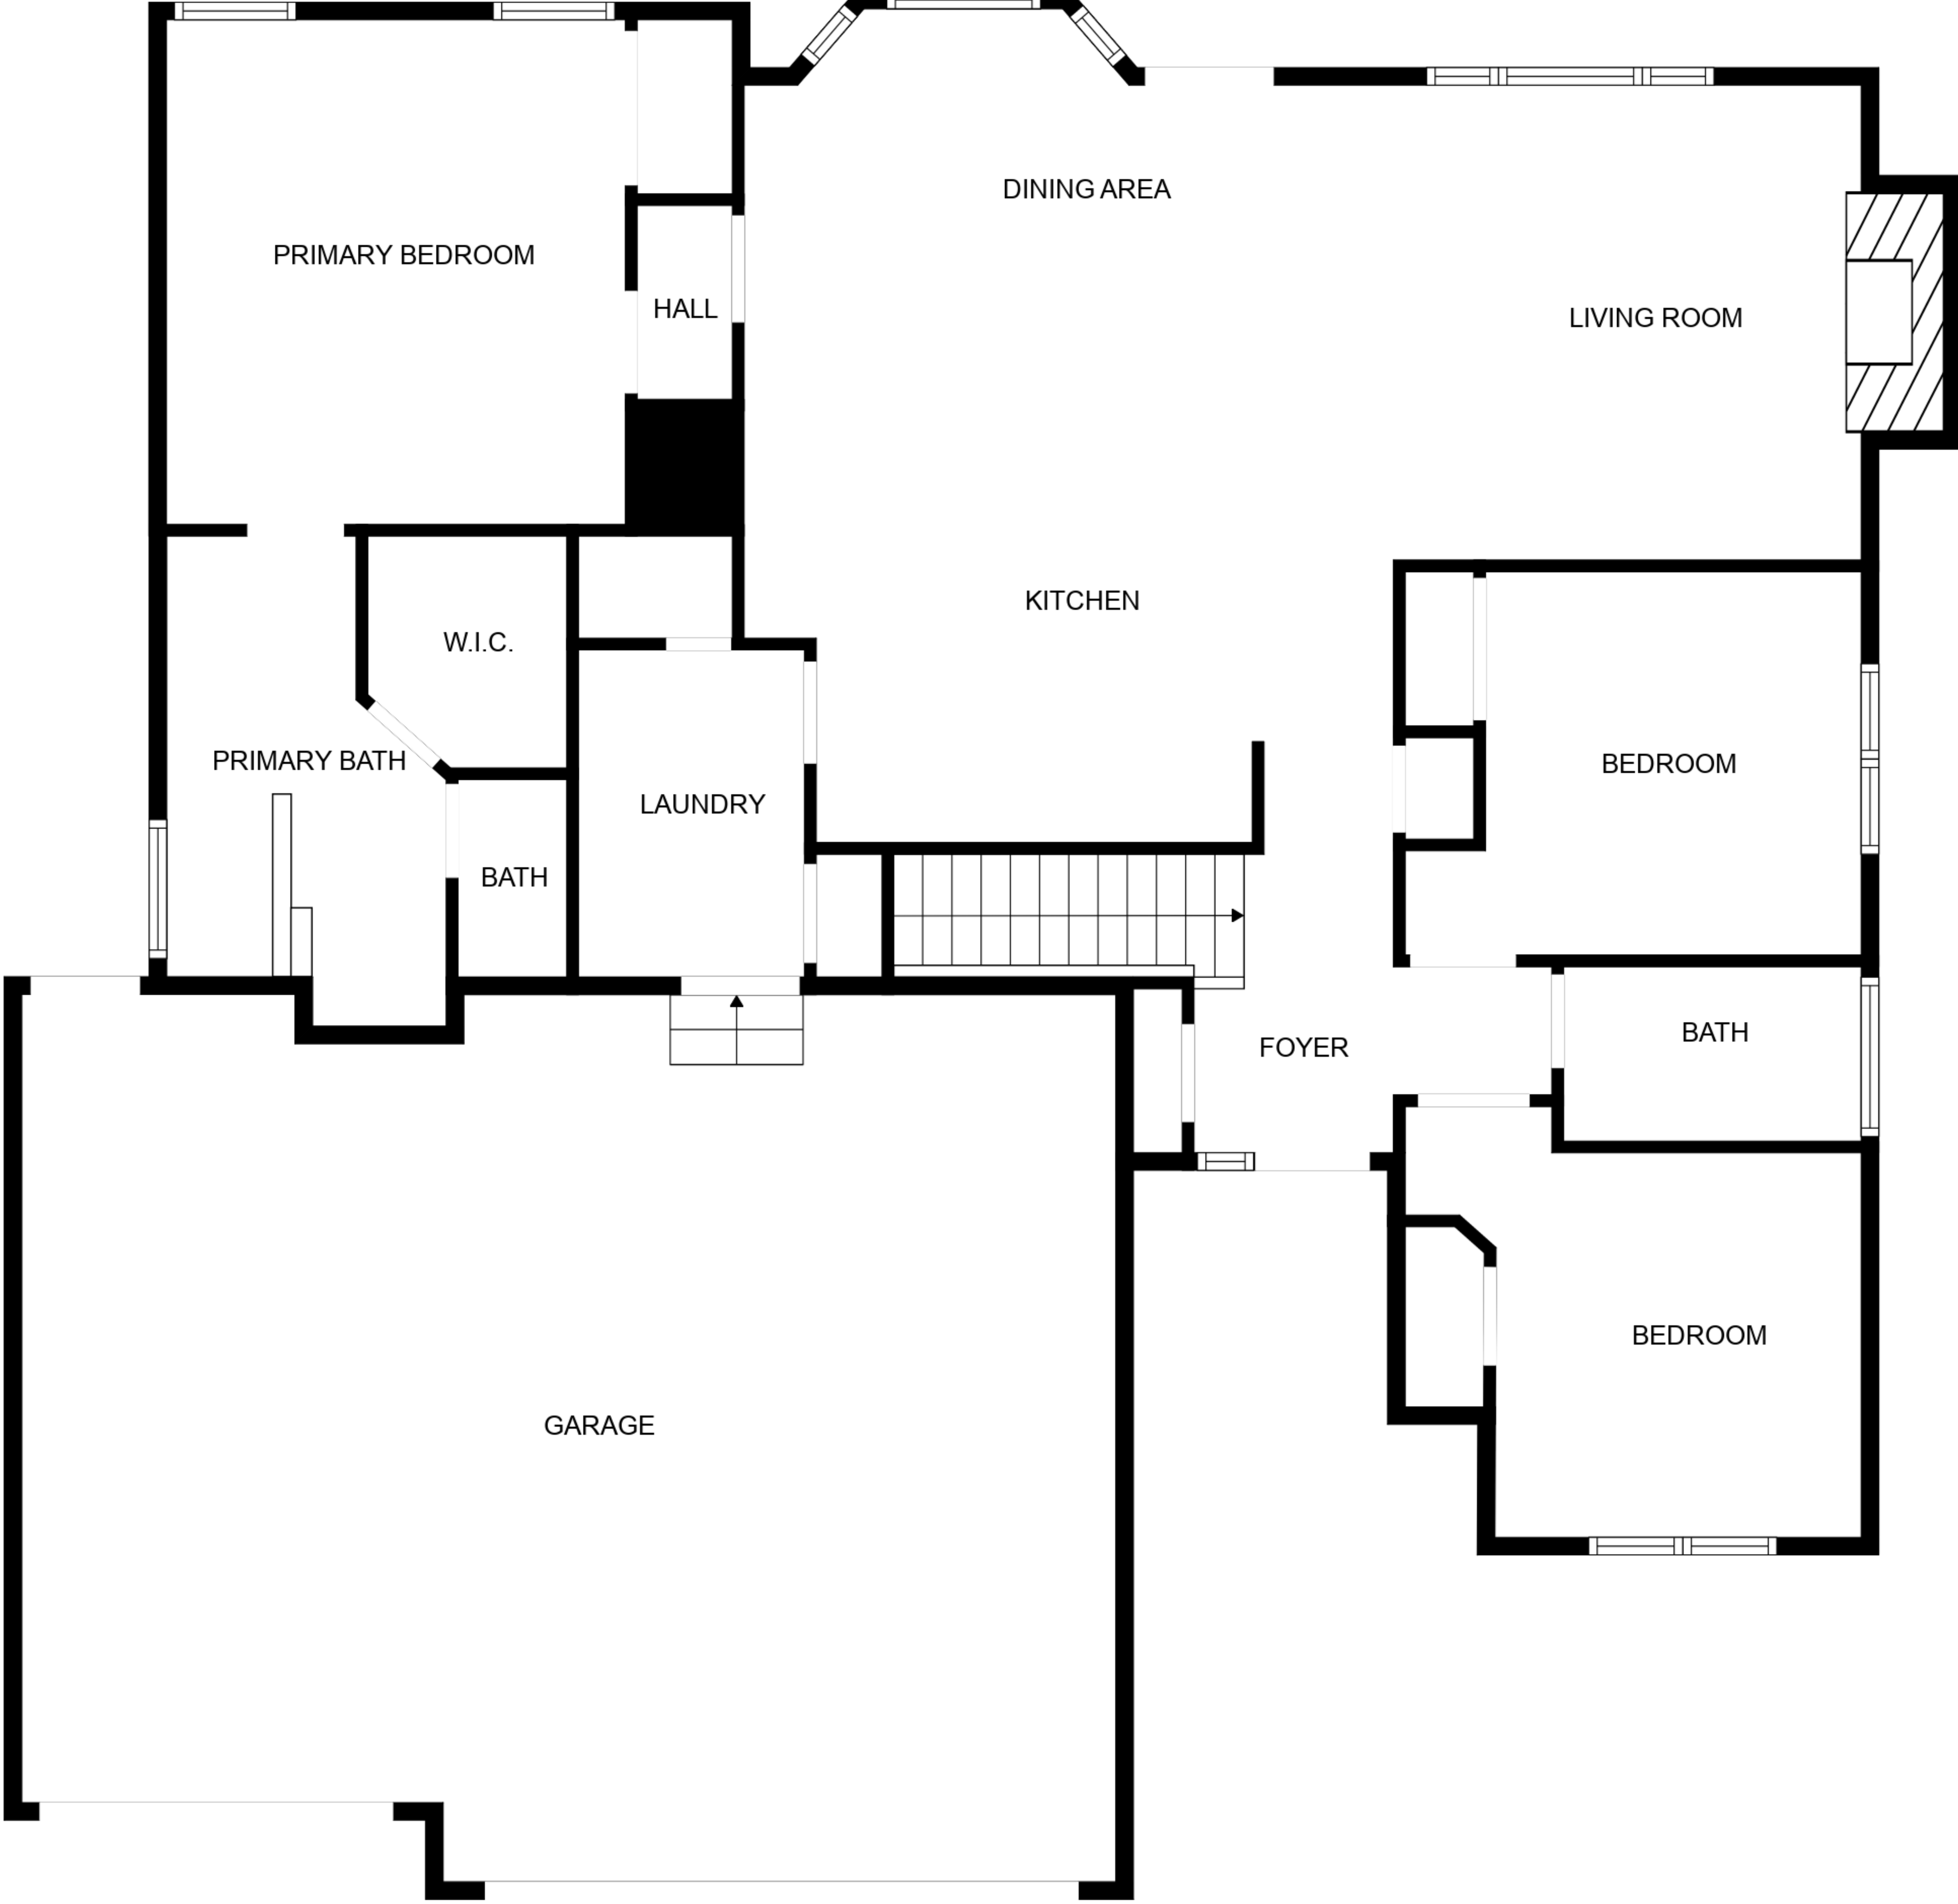 DINING AREA
PRIMARY BEDROOM
HALL
LIVING ROOM
KITCHEN
W.I.C.
PRIMARY BATH
BEDROOM
LAUNDRY
BATH
BATH
FOYER
BEDROOM
GARAGE